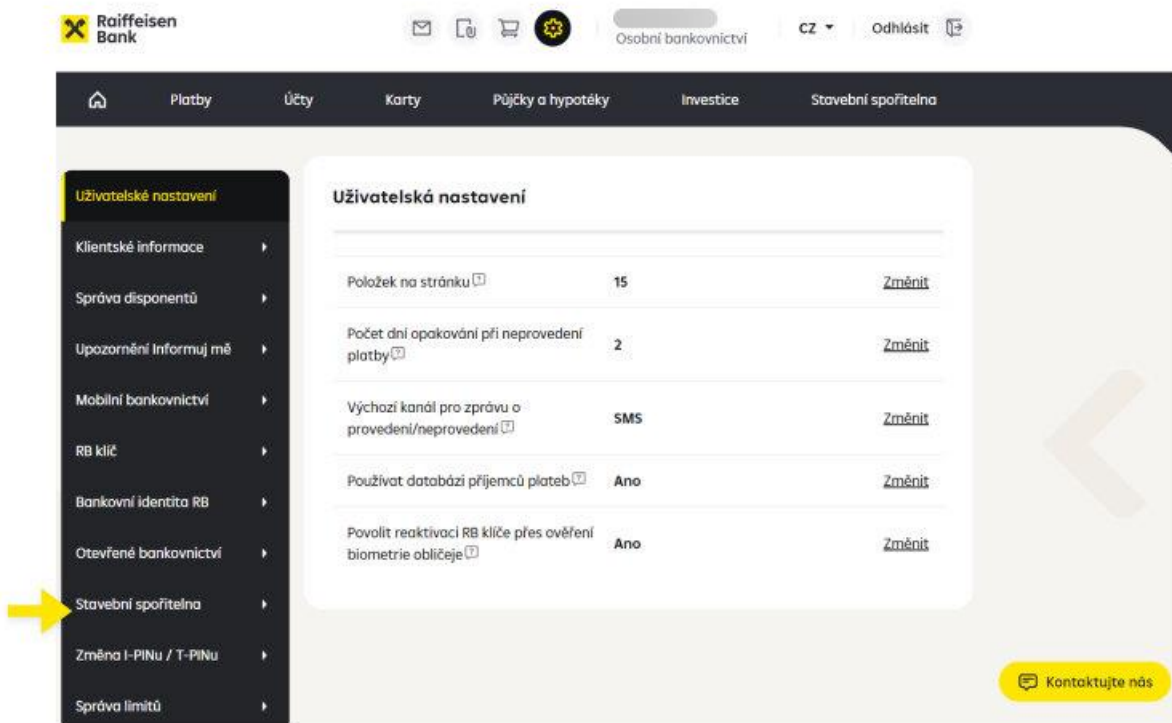 Raiffeisen
Bank
Osobní bankovnictví
CZ
Odhlásit
Platby
Účty
Karty
Půjčky a hypotéky
Investice
Stavební spořitelna
Uživatelské nastavení
Klientské informace
Správa disponentů
Upozornění Informuj mě
Mobilní bankovnictví
RB klíč
Bankovní identita RB
Otevřené bankovnictví
Stavební spořitelna
Změna I-PINu / T-PINu
Správa limitů
Uživatelská nastavení
Položek na stránku ? 15 Změnit
Počet dní opakování při neprovedení
platby ? 2 Změnit
Výchozí kanál pro zprávu o
provedení/neprovedení ? SMS Změnit
Používat databázi příjemců plateb ? Ano Změnit
Povolit reaktivaci RB klíče přes ověření
biometrie obličeje ? Ano Změnit
Kontaktujte nás